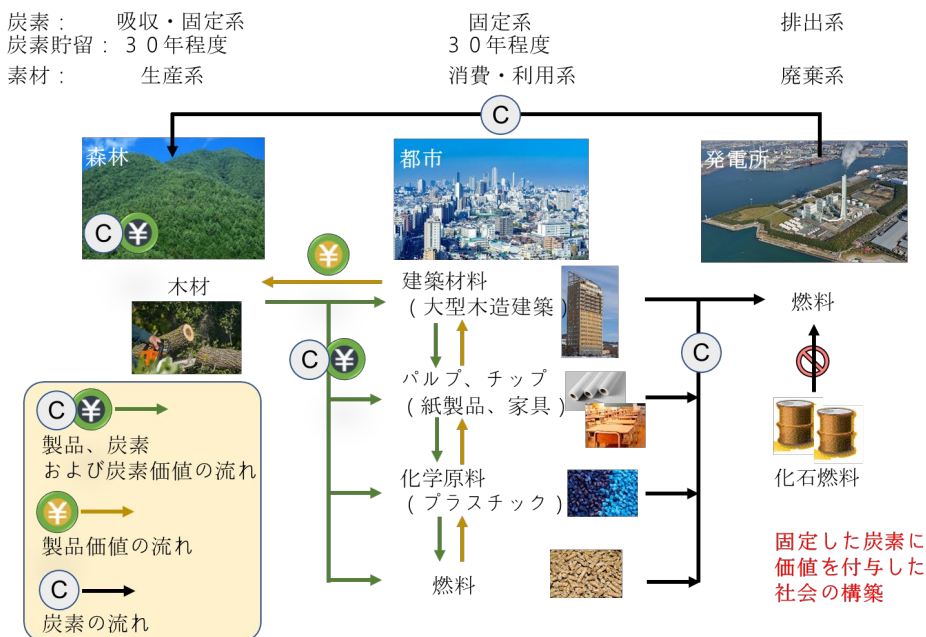 炭素： 吸収・固定系 固定系 排出系
炭素貯留：３０年程度 ３０年程度
素材： 生産系 消費・利用系 廃棄系
C
森林 都市 発電所
C ¥
¥
木材
建築材料
(大型木造建築)
燃料
C ¥
C
パルプ、チップ
(紙製品、家具)
化学原料
(プラスチック)
燃料
化石燃料
C ¥
製品、炭素
および炭素価値の流れ
¥
製品価値の流れ
C
炭素の流れ
固定した炭素に
価値を付与した
社会の構築